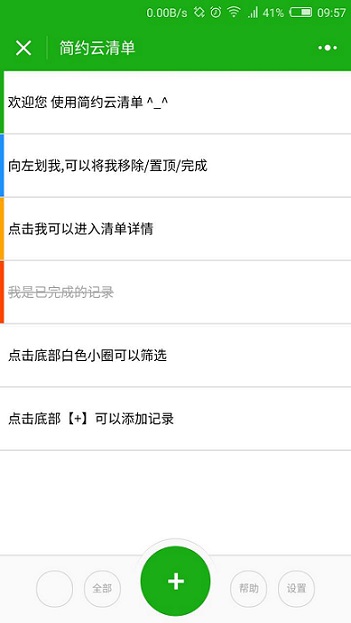 0.00B/s 41% 09:57
简约云清单
欢迎您 使用简约云清单 ^_^
向左划我,可以将我移除/置顶/完成
点击我可以进入清单详情
我是已完成的记录
点击底部白色小圈可以筛选
点击底部【+】可以添加记录
全部 + 帮助 设置